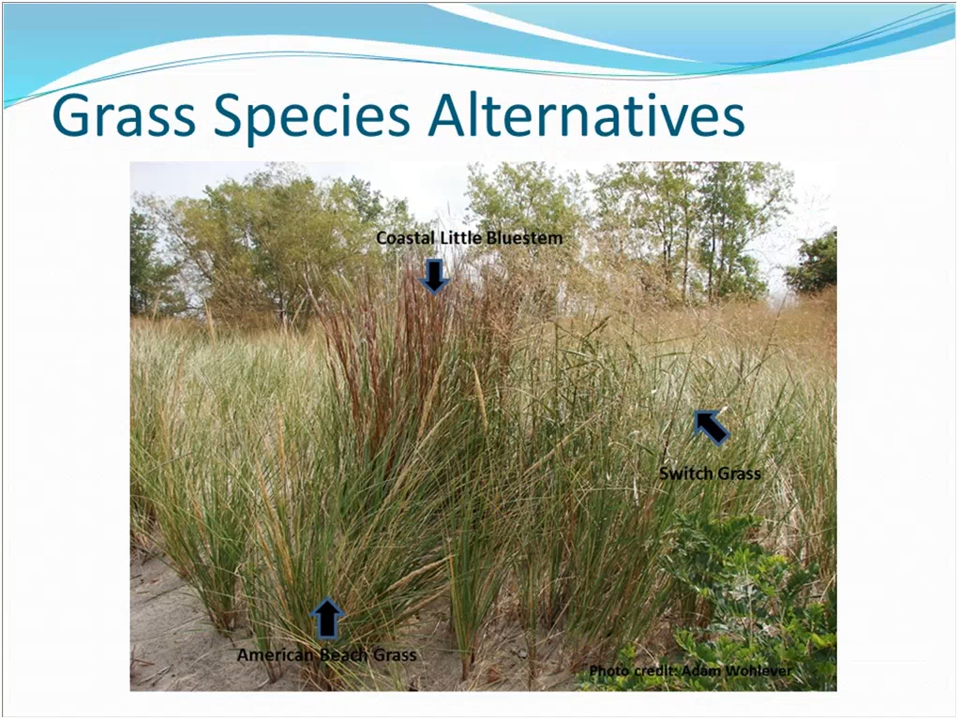 Grass Species Alternatives
Coastal Little Bluestem
Switch Grass
American Beach Grass
Photo credit: Adam Wohlever